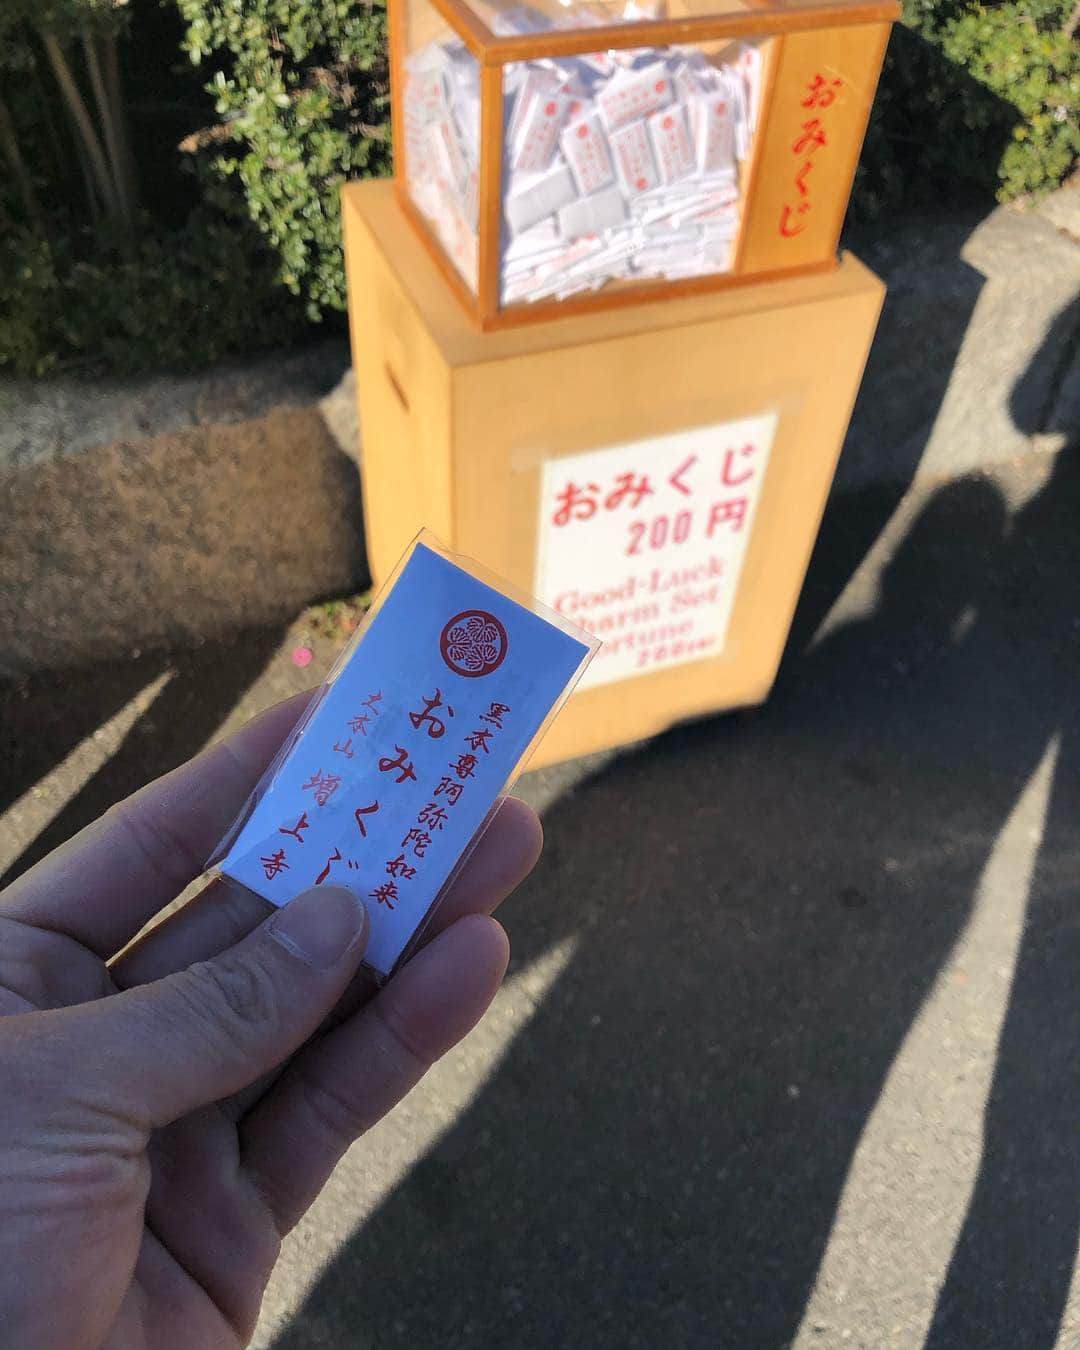 おみくじ
おみくじ
200円
Good-Luck
Charm Set
Fortune
黒本尊阿弥陀如来
おみくじ
大本山 増上寺